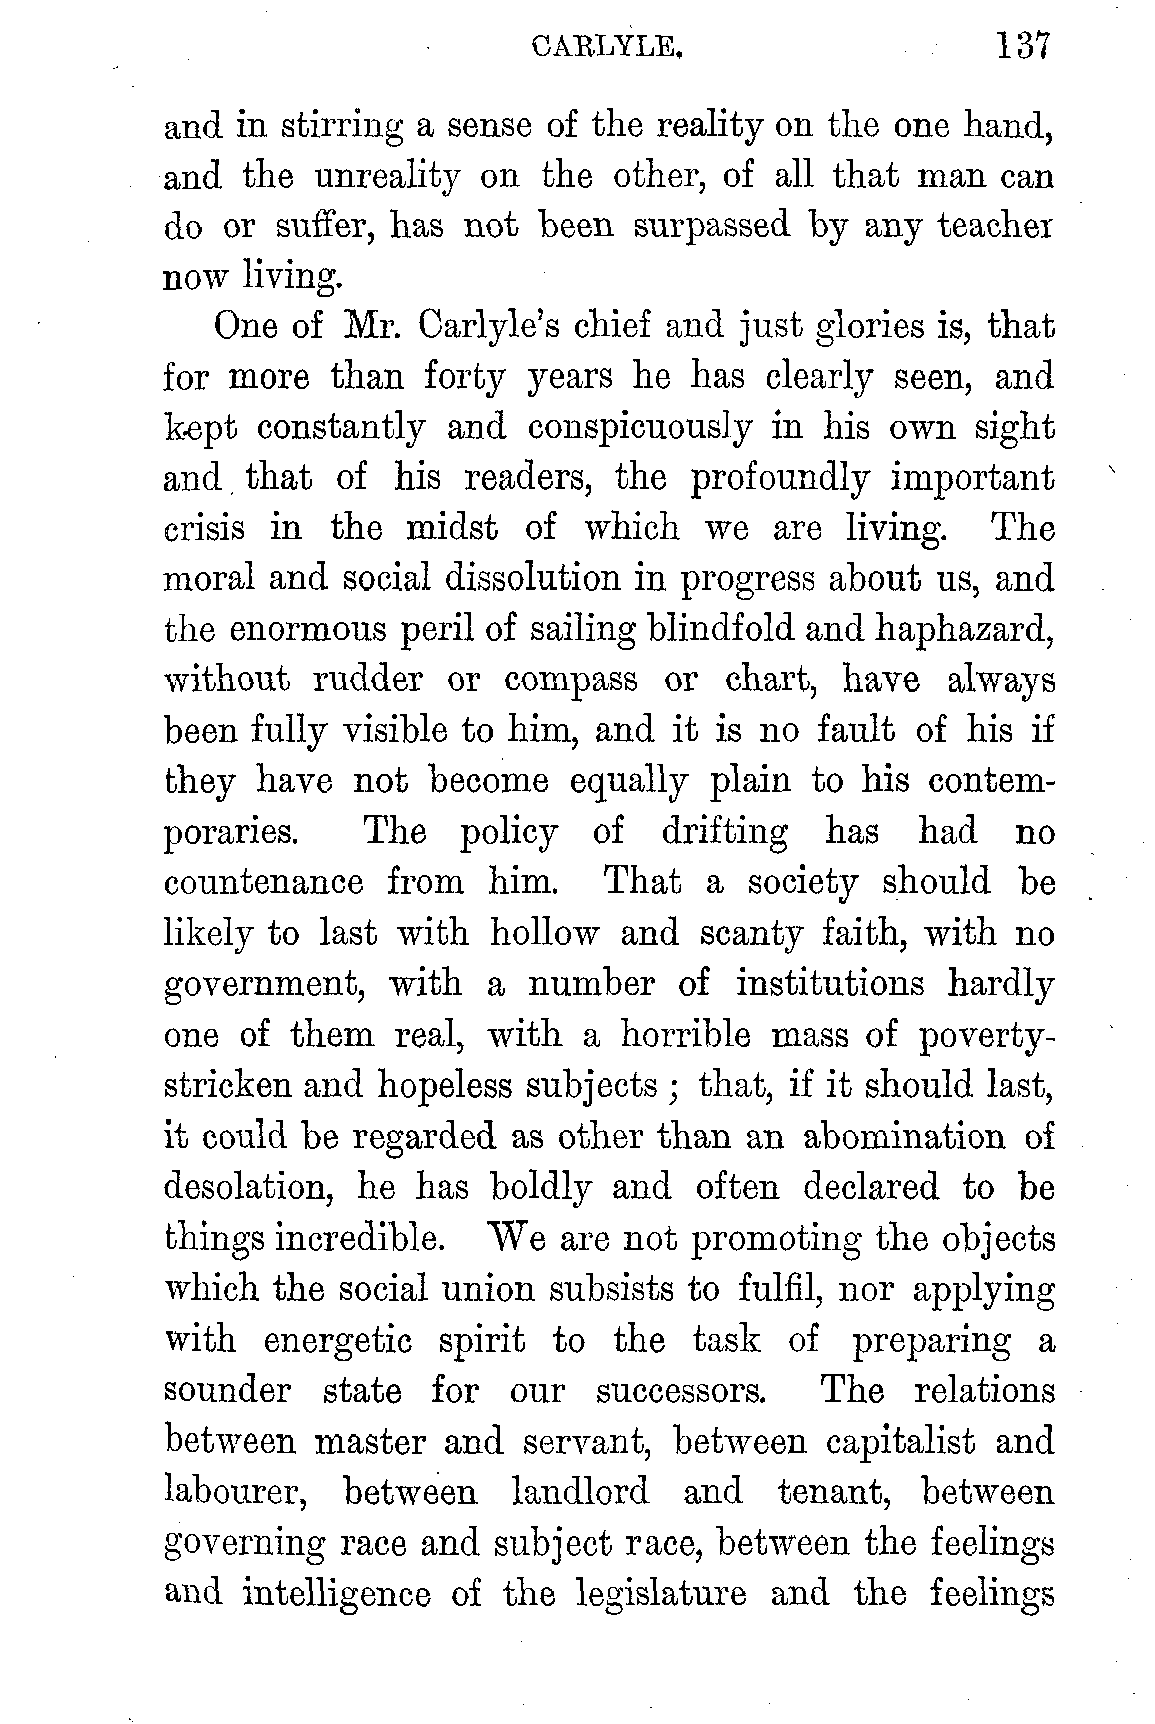 CARLYLE. 137
and in stirring a sense of the reality on the one hand,
and the unreality on the other, of all that man can
do or suffer, has not been surpassed by any teacher
now living.
One of Mr. Carlyle's chief and just glories is, that
for more than forty years he has clearly seen, and
kept constantly and conspicuously in his own sight
and that of his readers, the profoundly important
crisis in the midst of which we are living. The
moral and social dissolution in progress about us, and
the enormous peril of sailing blindfold and haphazard,
without rudder or compass or chart, have always
been fully visible to him, and it is no fault of his if
they have not become equally plain to his contem-
poraries. The policy of drifting has had no
countenance from him. That a society should be
likely to last with hollow and scanty faith, with no
government, with a number of institutions hardly
one of them real, with a horrible mass of poverty-
stricken and hopeless subjects ; that, if it should last,
it could be regarded as other than an abomination of
desolation, he has boldly and often declared to be
things incredible. We are not promoting the objects
which the social union subsists to fulfil, nor applying
with energetic spirit to the task of preparing a
sounder state for our successors. The relations
between master and servant, between capitalist and
labourer, between landlord and tenant, between
governing race and subject race, between the feelings
and intelligence of the legislature and the feelings